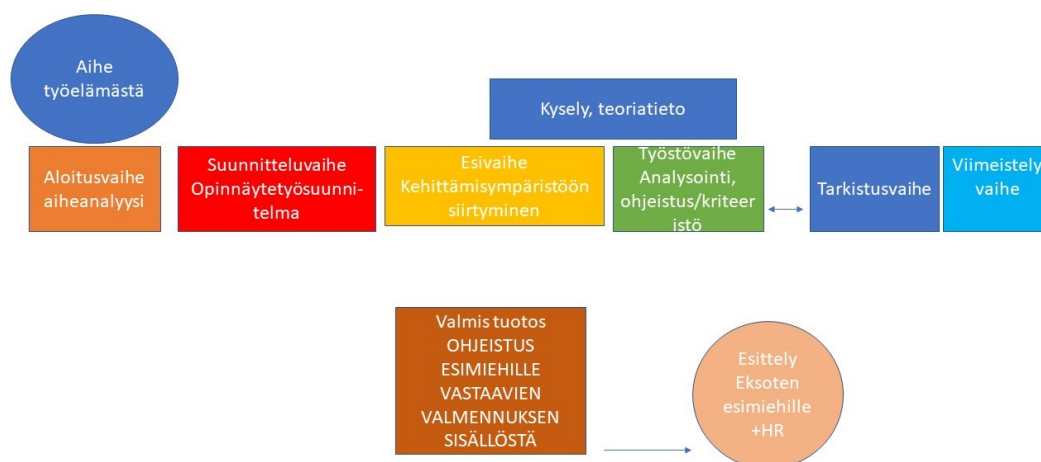 Aihe
työelämästä
Kysely, teoriatieto
Aloitusvaihe
aiheanalyysi
Suunnitteluvaihe
Opinnäytetyösuunni-
telma
Esivaihe
Kehittämisympäristöön
siirtyminen
Työstövaihe
Analysointi,
ohjeistus/kriteer
istö
Tarkistusvaihe
Viimeistely
vaihe
Valmis tuotos
OHJEISTUS
ESIMIEHILLE
VASTAAVIEN
VALMENNUKSEN
SISÄLLÖSTÄ
Esittely
Eksoten
esimiehille
+HR